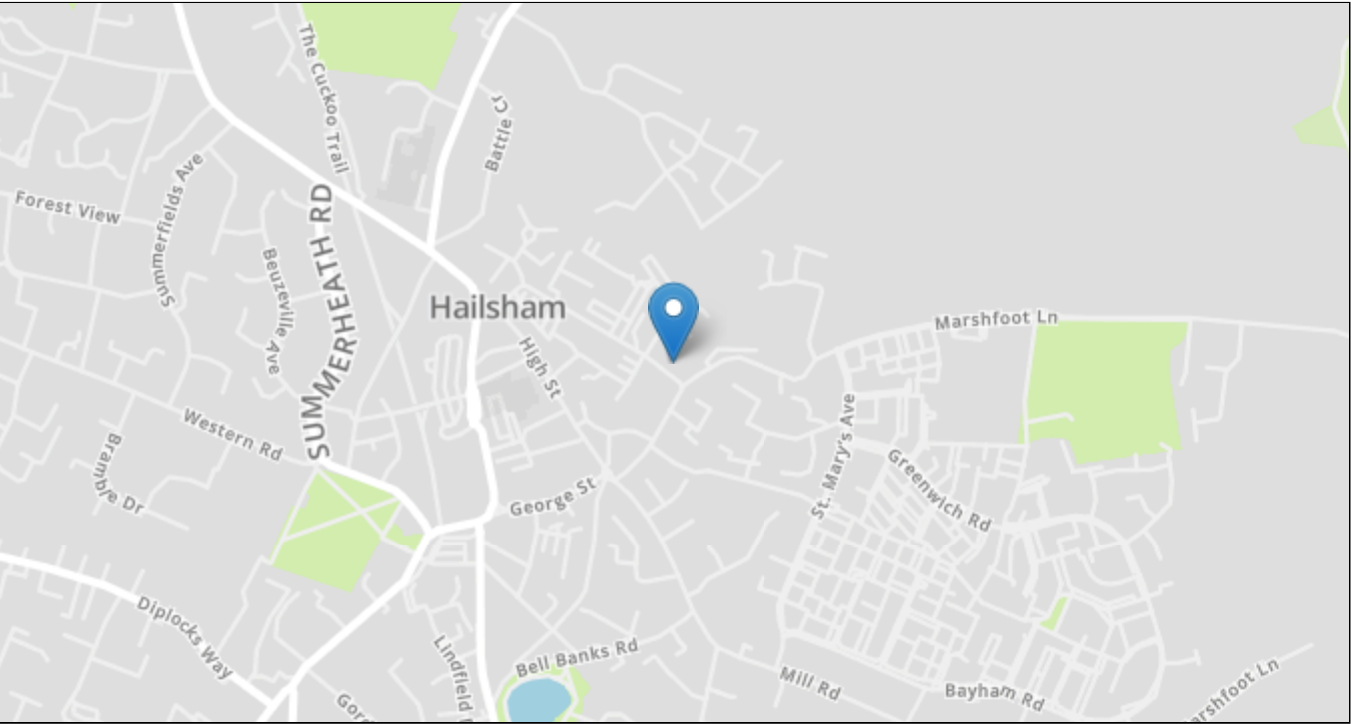 The Cuckoo Trail
Battle Cr
Summerfields Ave
Forest View
SUMMERHEATH RD
Beuzeville Ave
Hailsham
Marshfoot Ln
High St
St. Mary's Ave
Western Rd
Bramble Dr
Greenwich Rd
George St
Diplocks Way
Lindfield
Bell Banks Rd
Mill Rd
Bayham Rd
arshfoot Ln
Gor